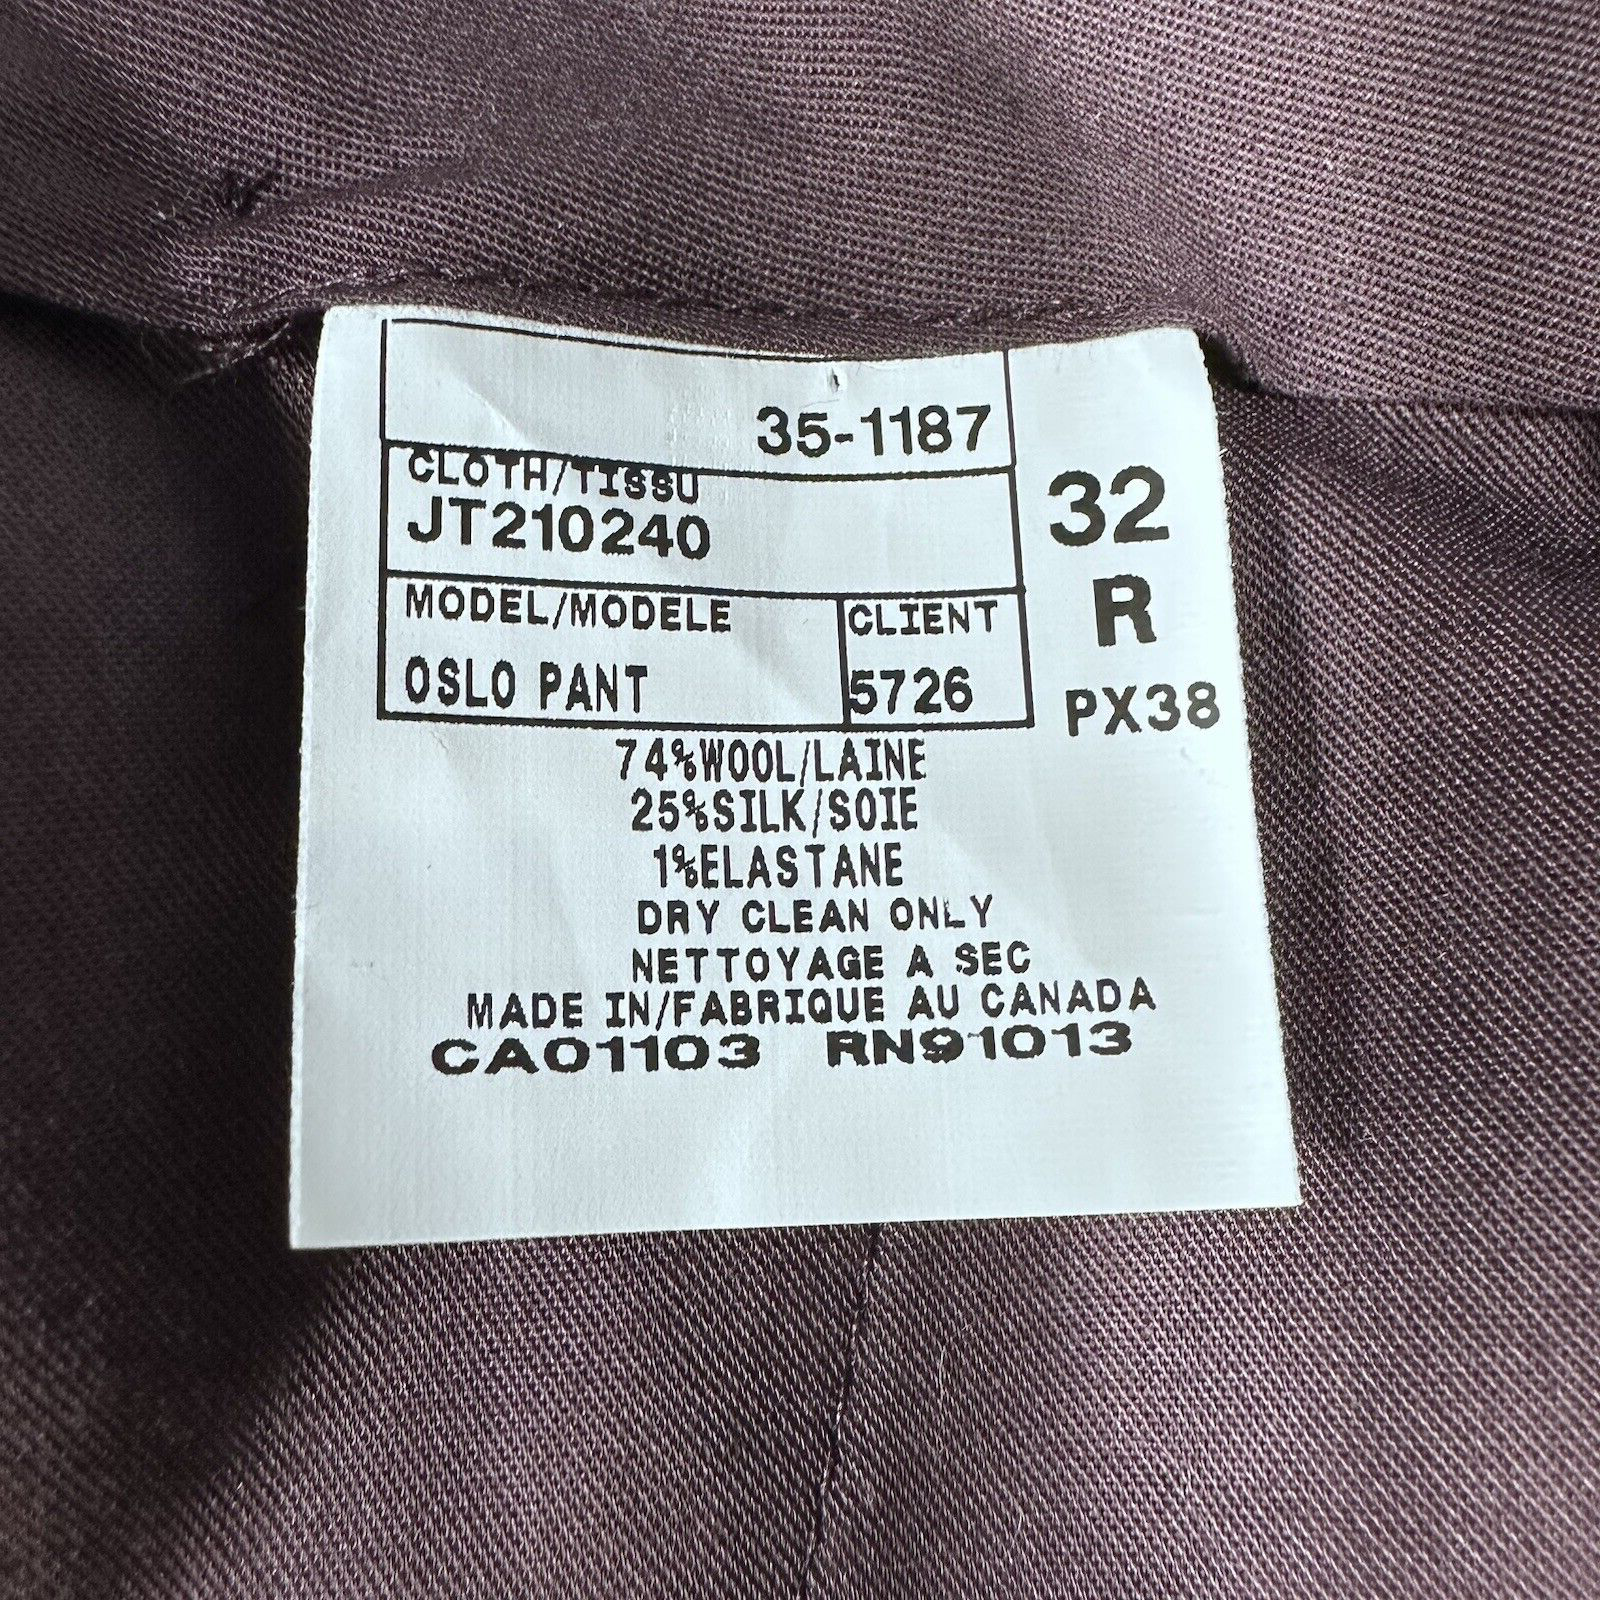 35-1187
CLOTH/TISSU
JT210240
32
R
MODEL/MODELE
CLIENT
OSLO PANT
5726
PX38
74%WOOL/LAINE
25%SILK/SOIE
1%ELASTANE
DRY CLEAN ONLY
NETTOYAGE A SEC
MADE IN/FABRIQUE AU CANADA
CA01103 RN91013